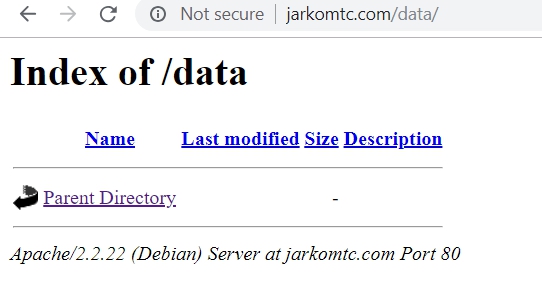 Not secure | jarkomtc.com/data/
Index of /data
Name Last modified Size Description
Parent Directory -
Apache/2.2.22 (Debian) Server at jarkomtc.com Port 80